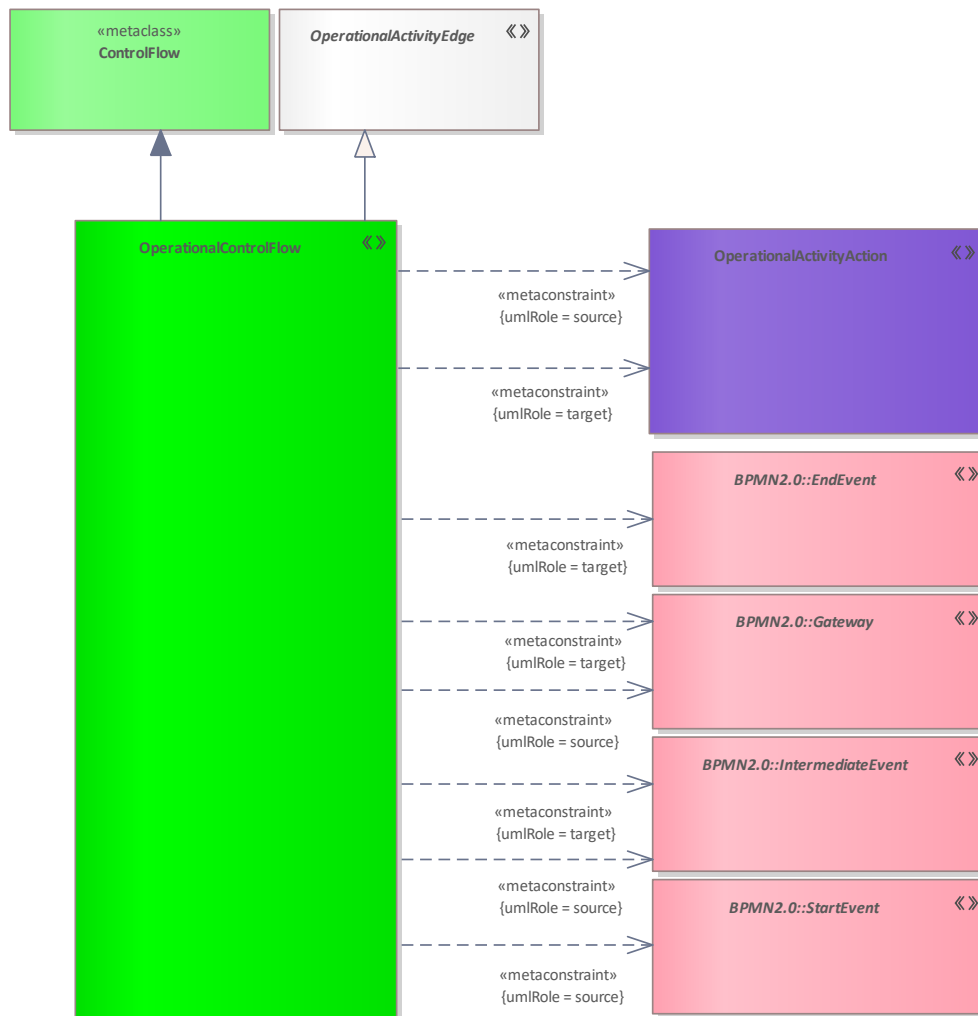 «metaclass»
ControlFlow
OperationalActivityEdge
«»
OperationalControlFlow
«»
OperationalActivityAction
«»
«metaconstraint»
{umlRole = source}
«metaconstraint»
{umlRole = target}
BPMN2.0::EndEvent
«»
«metaconstraint»
{umlRole = target}
BPMN2.0::Gateway
«»
«metaconstraint»
{umlRole = target}
«metaconstraint»
{umlRole = source}
BPMN2.0::IntermediateEvent
«»
«metaconstraint»
{umlRole = target}
«metaconstraint»
{umlRole = source}
BPMN2.0::StartEvent
«»
«metaconstraint»
{umlRole = source}